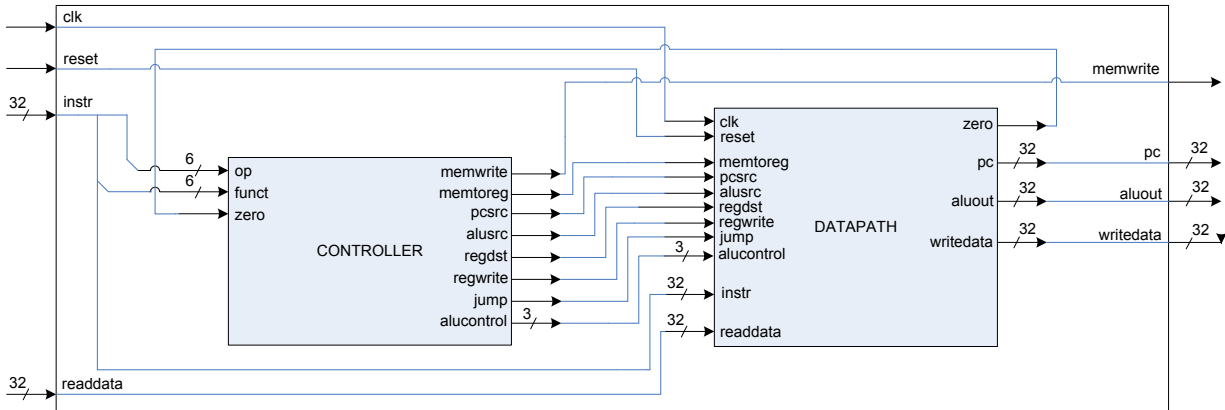 clk
reset
memwrite
32
instr
clk
reset
zero
6
op
memwrite
memtoreg
pc
32
pc
32
6
funct
memtoreg
pcsrc
zero
pcsrc
alusrc
aluout
32
aluout
32
alusrc
regdst
regwrite
CONTROLLER
DATAPATH
regdst
jump
writedata
32
writedata
32
3
alucontrol
regwrite
32
instr
jump
alucontrol
3
32
readdata
32
readdata